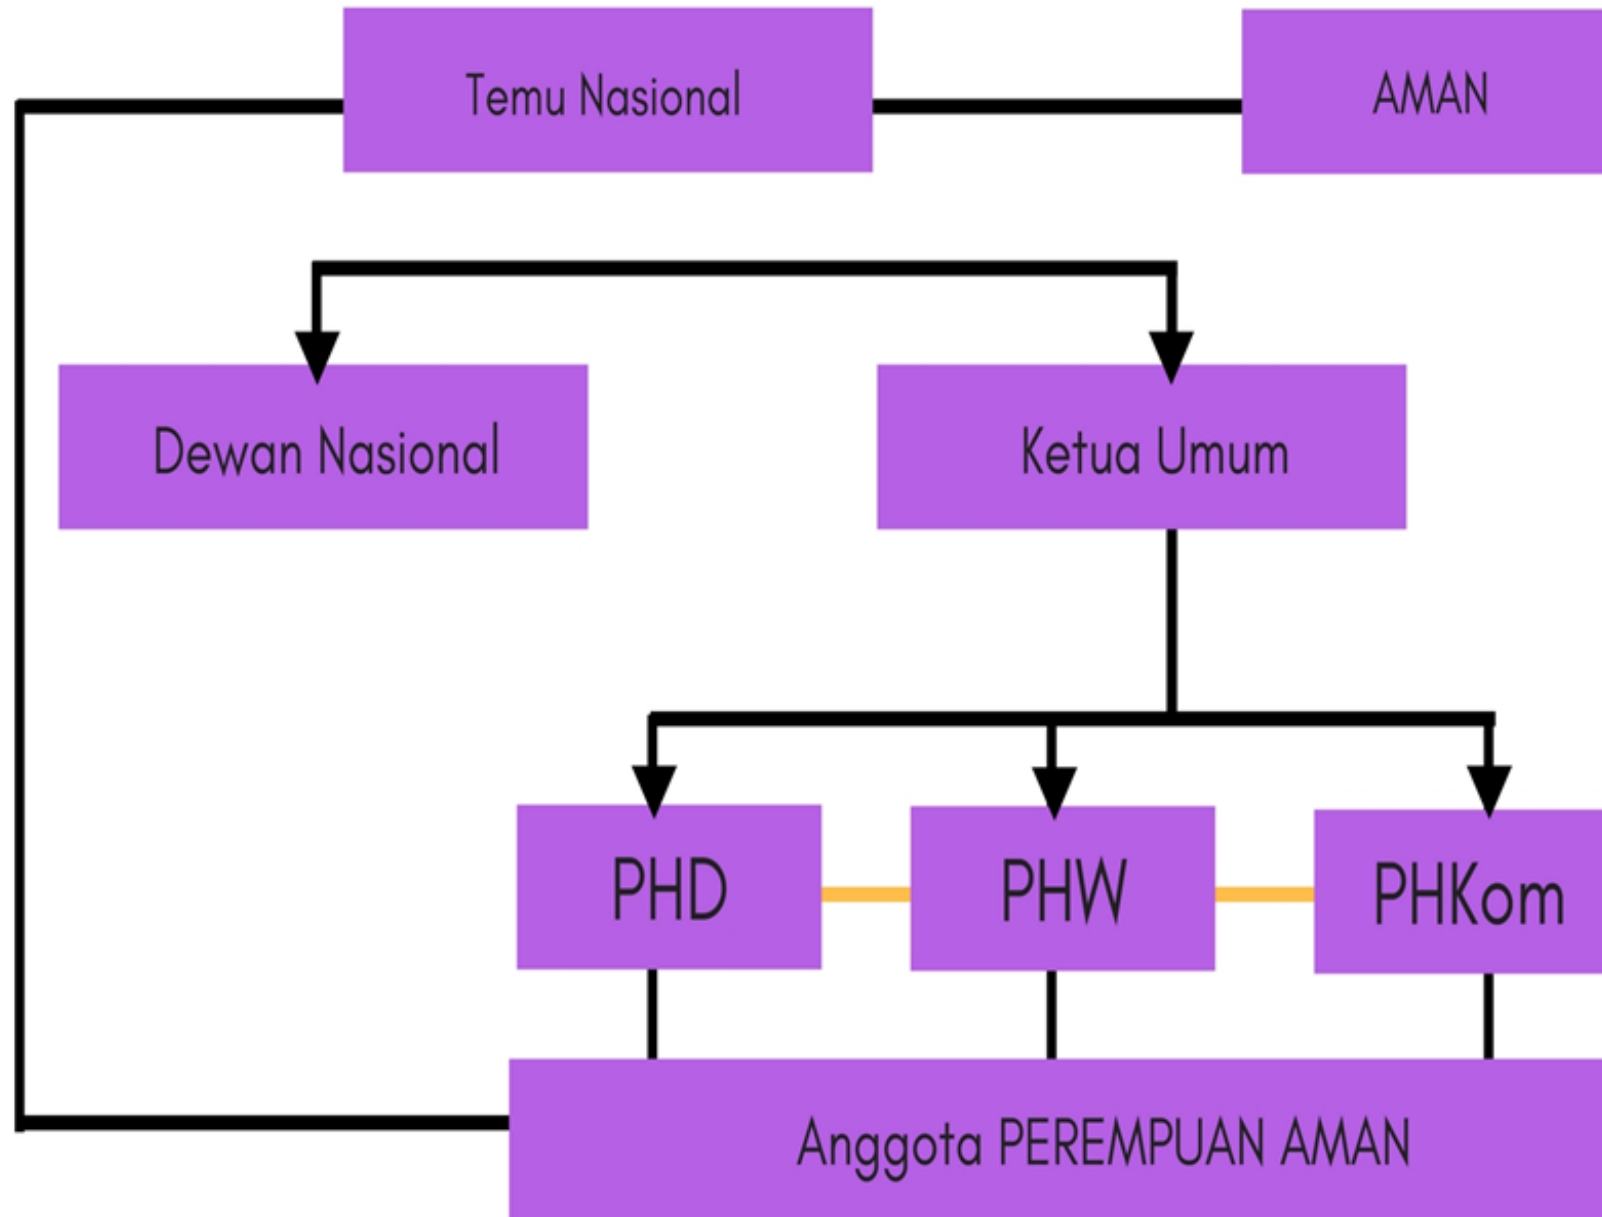 Temu Nasional
AMAN
Dewan Nasional
Ketua Umum
PHD
PHW
PHKom
Anggota PEREMPUAN AMAN